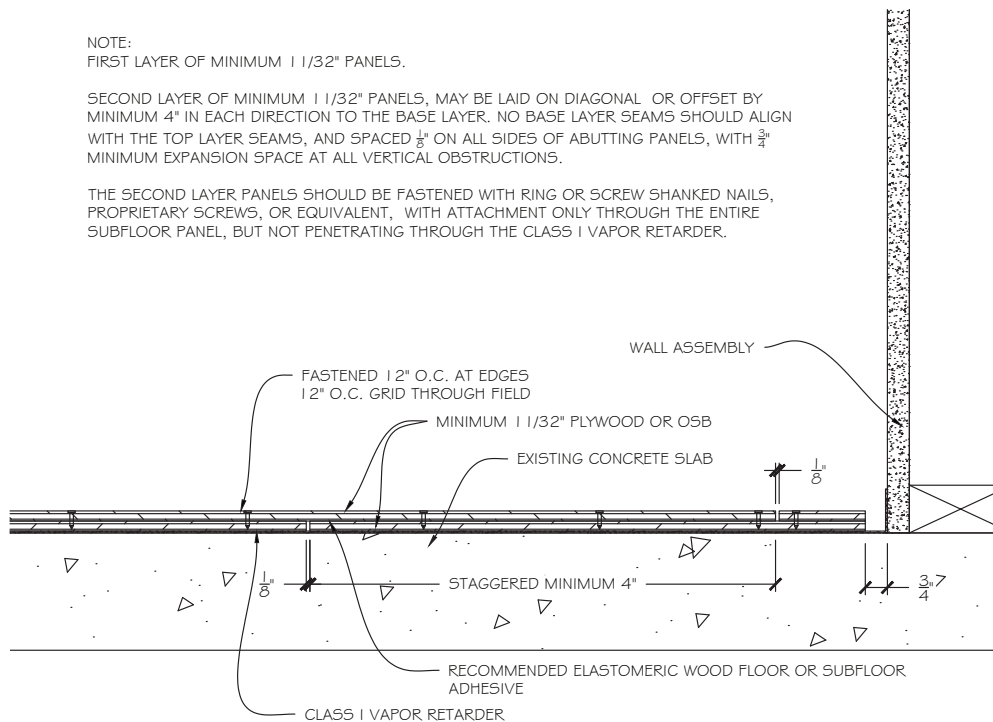 NOTE:
FIRST LAYER OF MINIMUM 11/32" PANELS.
SECOND LAYER OF MINIMUM 11/32" PANELS, MAY BE LAID ON DIAGONAL OR OFFSET BY
MINIMUM 4" IN EACH DIRECTION TO THE BASE LAYER. NO BASE LAYER SEAMS SHOULD ALIGN
WITH THE TOP LAYER SEAMS, AND SPACED 1/8" ON ALL SIDES OF ABUTTING PANELS, WITH 3/4"
MINIMUM EXPANSION SPACE AT ALL VERTICAL OBSTRUCTIONS.
THE SECOND LAYER PANELS SHOULD BE FASTENED WITH RING OR SCREW SHANKED NAILS,
PROPRIETARY SCREWS, OR EQUIVALENT, WITH ATTACHMENT ONLY THROUGH THE ENTIRE
SUBFLOOR PANEL, BUT NOT PENETRATING THROUGH THE CLASS I VAPOR RETARDER.
WALL ASSEMBLY
FASTENED 12" O.C. AT EDGES
12" O.C. GRID THROUGH FIELD
MINIMUM 11/32" PLYWOOD OR OSB
EXISTING CONCRETE SLAB
1/8"
1/8"
STAGGERED MINIMUM 4"
3/4"
RECOMMENDED ELASTOMERIC WOOD FLOOR OR SUBFLOOR
ADHESIVE
CLASS I VAPOR RETARDER